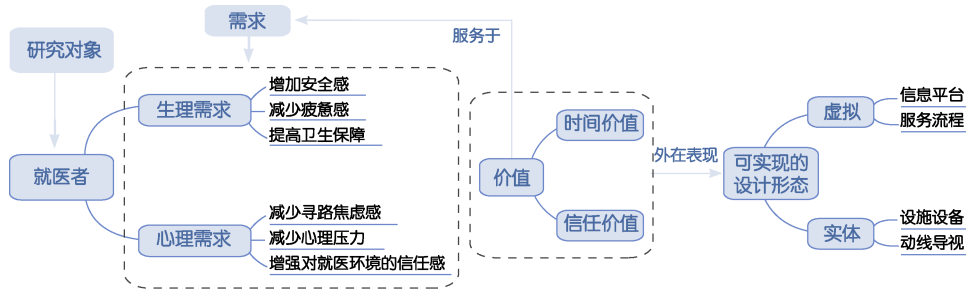 研究对象
就医者
需求
生理需求
增加安全感
减少疲惫感
提高卫生保障
心理需求
减少寻路焦虑感
减少心理压力
增强对就医环境的信任感
服务于
价值
时间价值
信任价值
外在表现
可实现的
设计形态
虚拟
信息平台
服务流程
实体
设施设备
动线导视